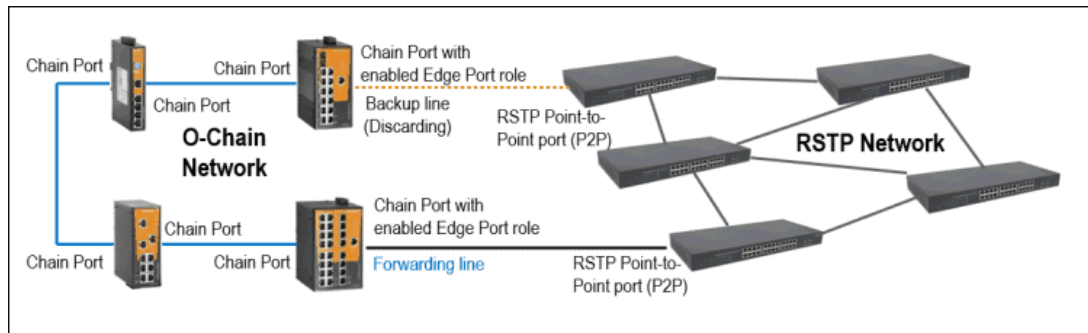 Chain Port
Chain Port
Chain Port with
enabled Edge Port role
Chain Port
Backup line
(Discarding)
O-Chain
Network
RSTP Point-to-
Point port (P2P)
RSTP Network
Chain Port with
enabled Edge Port role
Chain Port
Chain Port
Chain Port
Forwarding line
RSTP Point-to-
Point port (P2P)